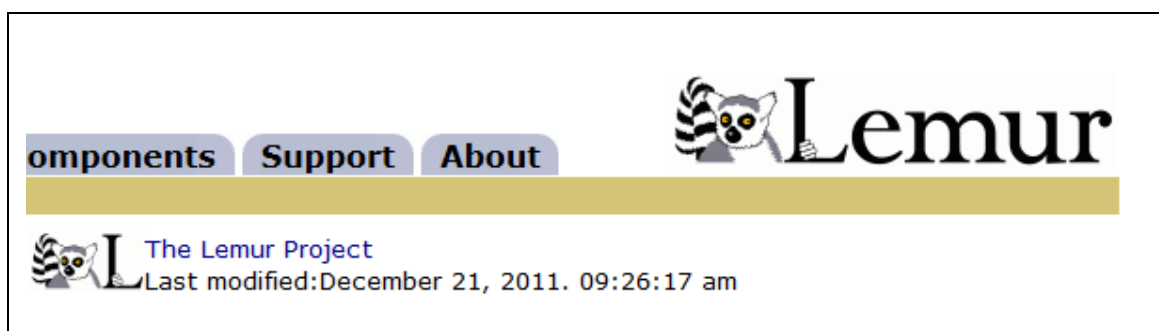 Lemur
omponents Support About
The Lemur Project
Last modified:December 21, 2011. 09:26:17 am